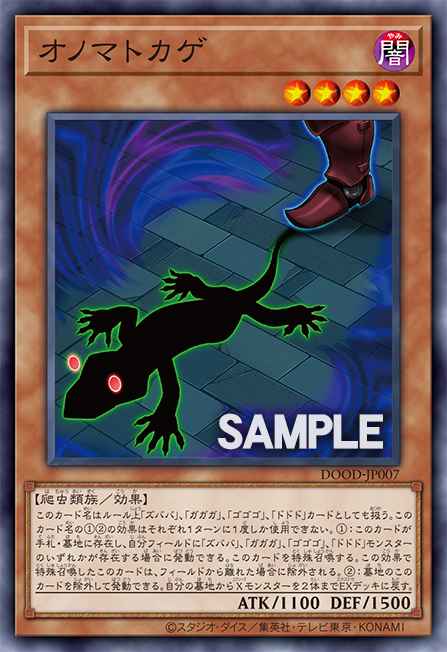 オノマトカゲ
闇
SAMPLE
DOOD-JP007
【爬虫類族/効果】
このカード名はルール上「ズババ」、「ガガガ」、「ゴゴゴ」、「ドドド」カードとしても扱う。この
カード名の①②の効果はそれぞれ1ターンに1度しか使用できない。①：このカードが
手札・墓地に存在し、自分フィールドに「ズババ」、「ガガガ」、「ゴゴゴ」、「ドドド」モンスター
のいずれかが存在する場合に発動できる。このカードを特殊召喚する。この効果で
特殊召喚したこのカードは、フィールドから離れた場合に除外される。②：墓地のこの
カードを除外して発動できる。自分の墓地からXモンスターを2体までEXデッキに戻す。
ATK/1100 DEF/1500
©スタジオ・ダイス/集英社・テレビ東京・KONAMI